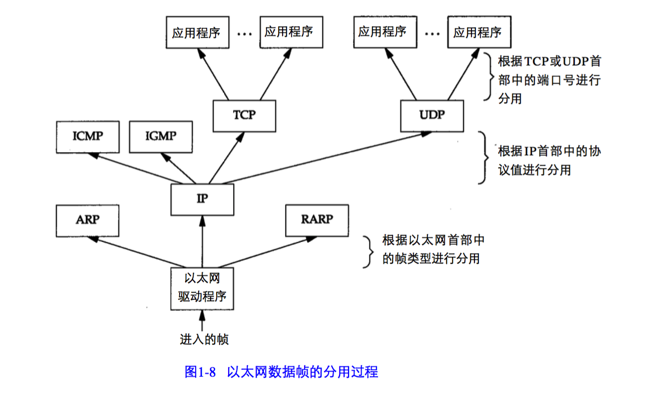 应用程序 ··· 应用程序 应用程序 ··· 应用程序
根据TCP或UDP首
部中的端口号进行
分用
TCP UDP
ICMP IGMP
根据IP首部中的协
议值进行分用
IP
ARP RARP
根据以太网首部中
的帧类型进行分用
以太网
驱动程序
进入的帧
图1-8 以太网数据帧的分用过程